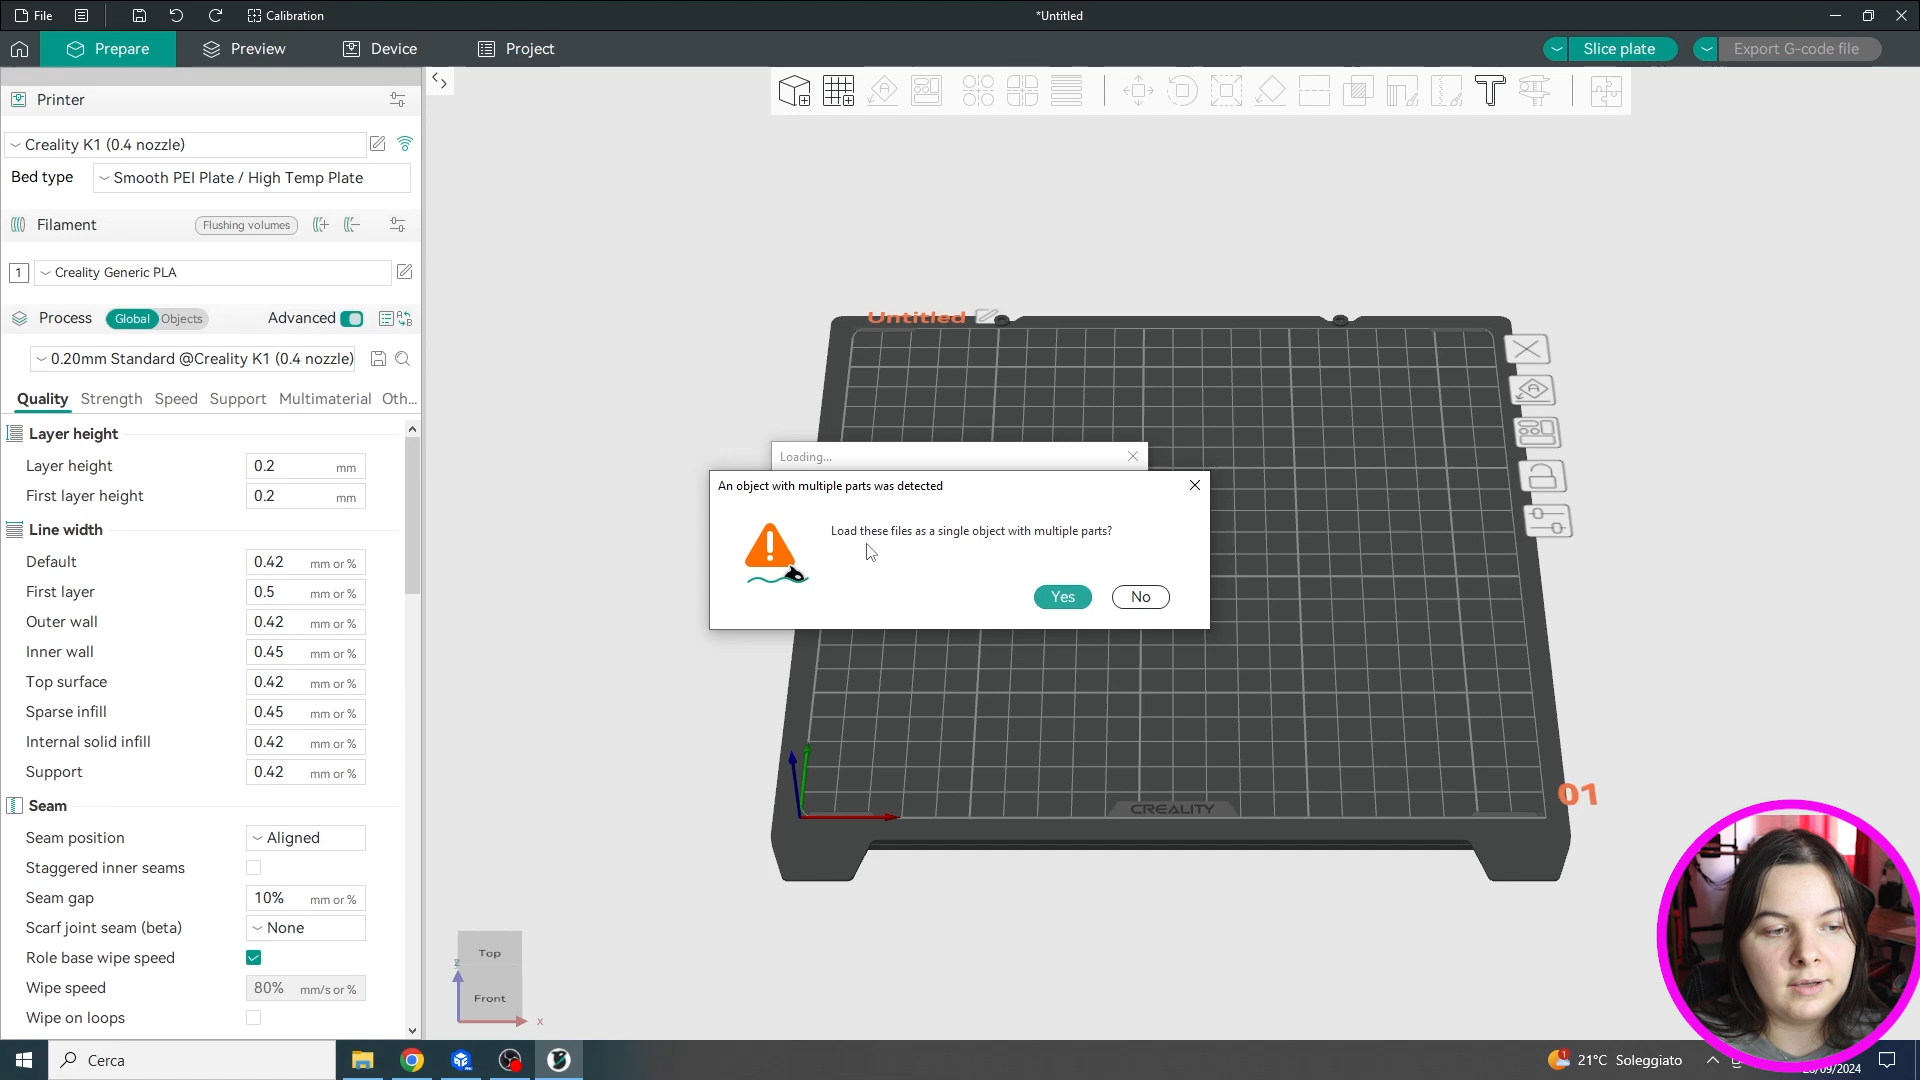 File
Calibration
*Untitled
Prepare
Preview
Device
Project
Slice plate
Export G-code file
Printer
Creality K1 (0.4 nozzle)
Bed type
Smooth PEI Plate / High Temp Plate
Filament
Flushing volumes
1
Creality Generic PLA
Process
Global
Objects
Advanced
0.20mm Standard @Creality K1 (0.4 nozzle)
Quality
Strength
Speed
Support
Multimaterial
Oth...
Layer height
Layer height 0.2 mm
First layer height 0.2 mm
Line width
Default 0.42 mm or %
First layer 0.5 mm or %
Outer wall 0.42 mm or %
Inner wall 0.45 mm or %
Top surface 0.42 mm or %
Sparse infill 0.45 mm or %
Internal solid infill 0.42 mm or %
Support 0.42 mm or %
Seam
Seam position Aligned
Staggered inner seams
Seam gap 10% mm or %
Scarf joint seam (beta) None
Role base wipe speed
Wipe speed 80% mm/s or %
Wipe on loops
Untitled
Loading...
An object with multiple parts was detected
Load these files as a single object with multiple parts?
Yes
No
CREALITY
01
Top
z
Front
x
Cerca
1
21°C Soleggiato